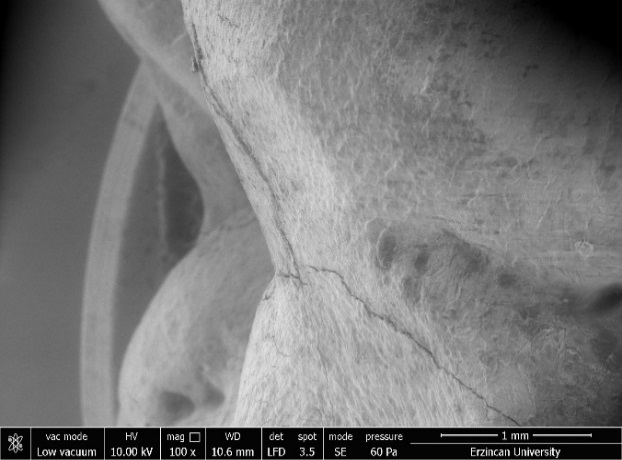 vac mode HV mag WD det spot mode pressure 1 mm
Low vacuum 10.00 kV 100 x 10.6 mm LFD 3.5 SE 60 Pa Erzincan University